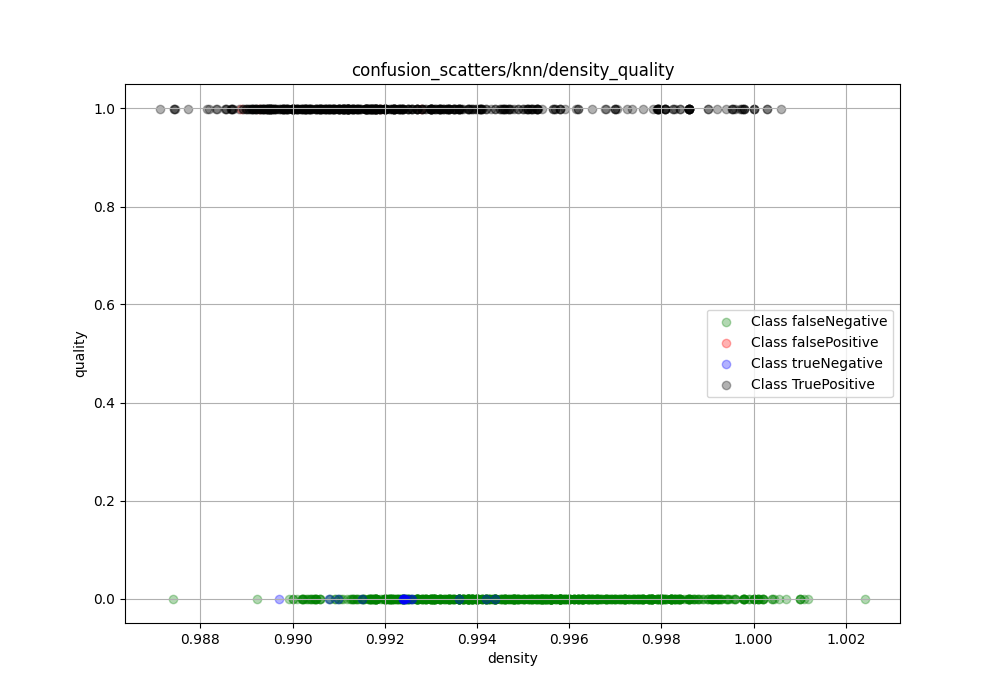 confusion_scatters/knn/density_quality
1.0
0.8
0.6
0.4
0.2
0.0
quality
Class falseNegative
Class falsePositive
Class trueNegative
Class TruePositive
0.988
0.990
0.992
0.994
0.996
0.998
1.000
1.002
density